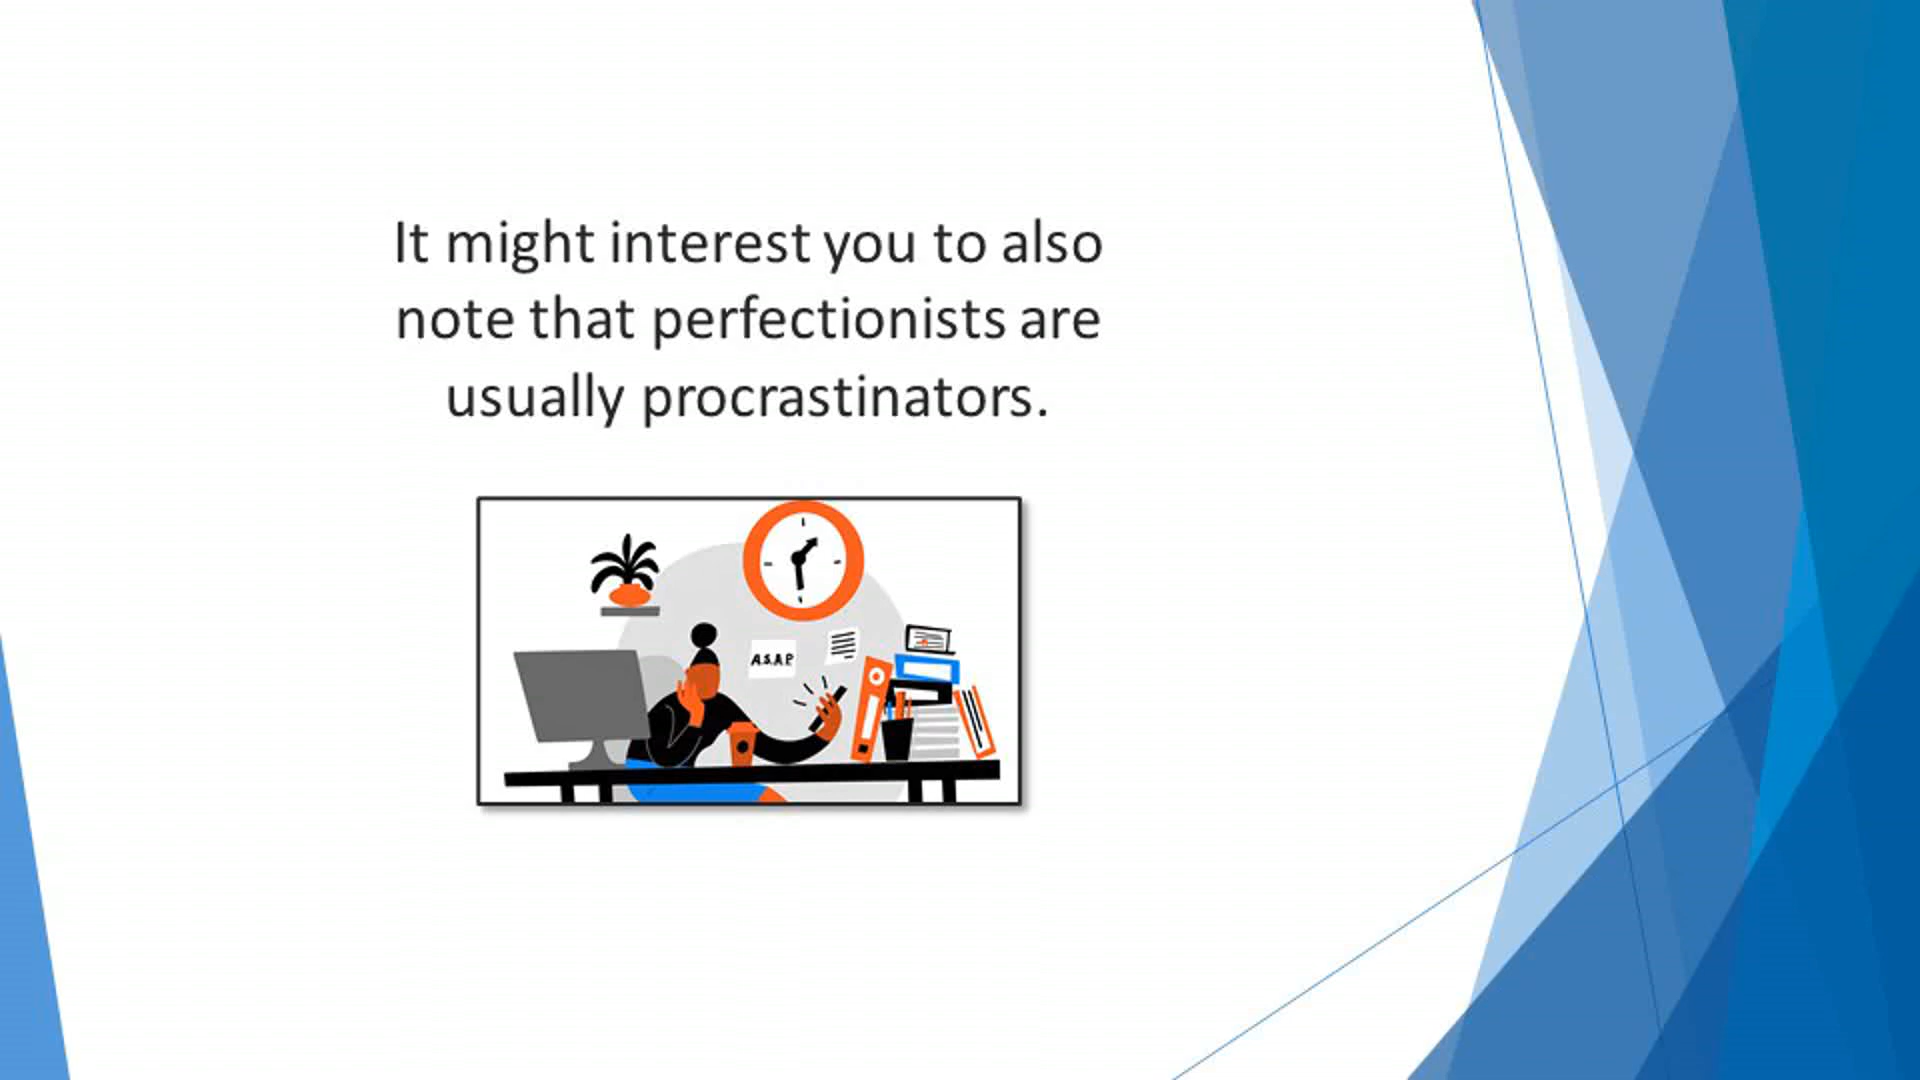 It might interest you to also
note that perfectionists are
usually procrastinators.
A.S.A.P